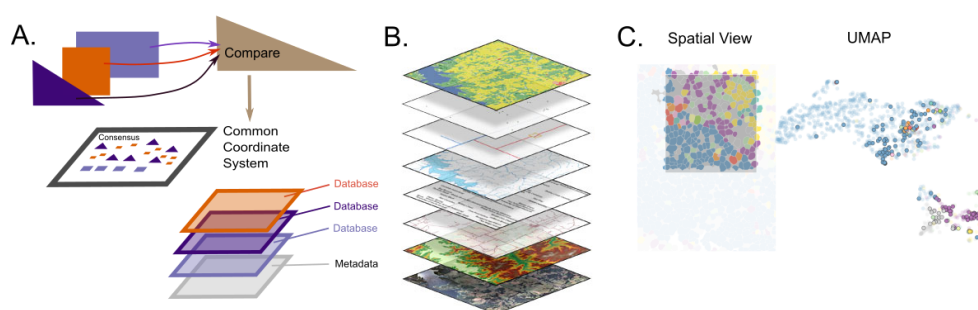 A.
Compare
Consensus
Common
Coordinate
System
Database
Database
Database
Metadata
B.
C.
Spatial View
UMAP